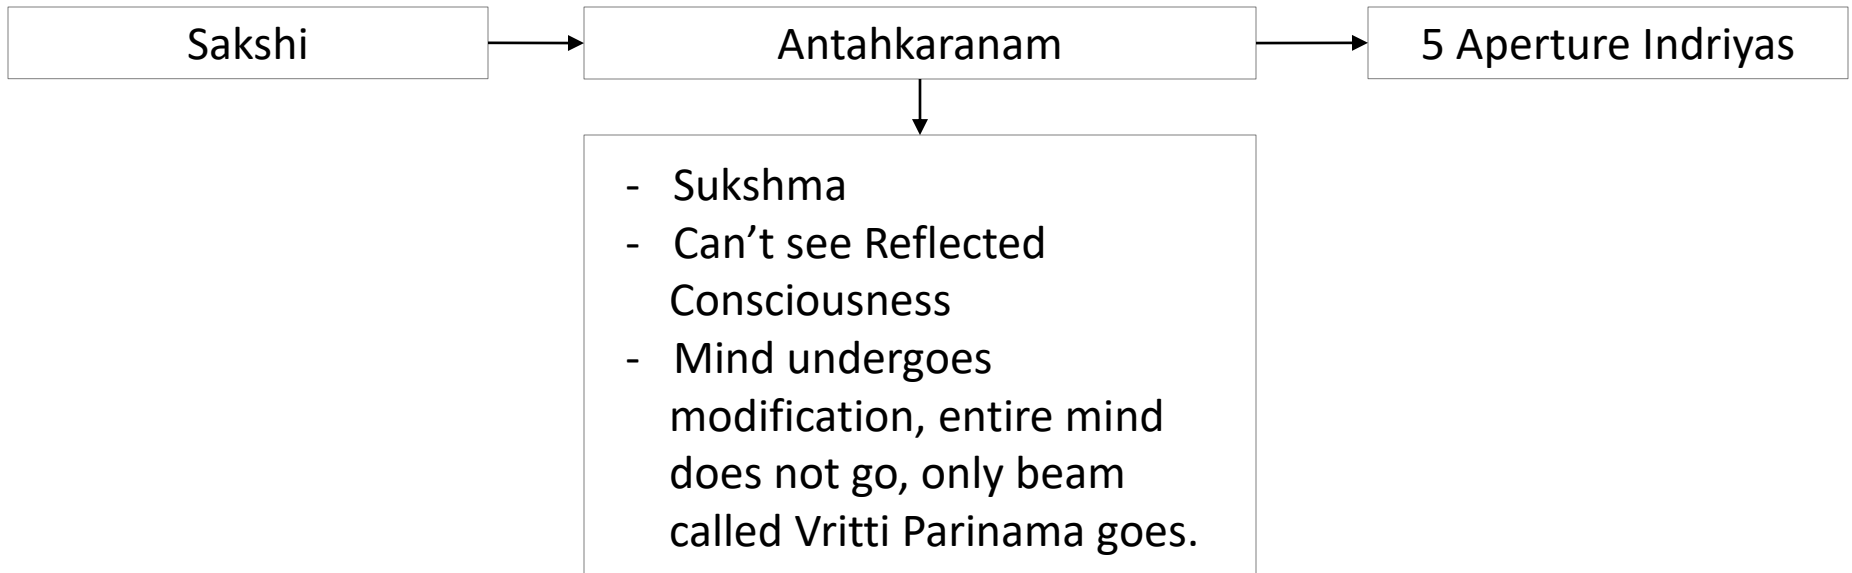 Sakshi
Antahkaranam
5 Aperture Indriyas
- Sukshma
- Can’t see Reflected
Consciousness
- Mind undergoes
modification, entire mind
does not go, only beam
called Vritti Parinama goes.